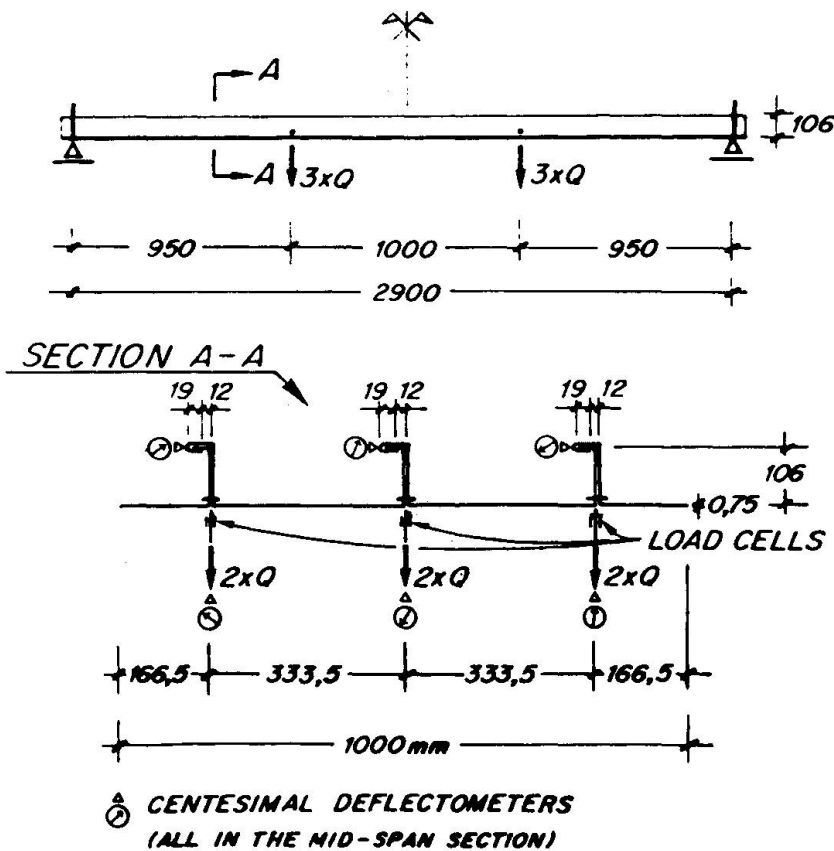 A
106
A
3xQ
3xQ
950
1000
950
2900
SECTION A-A
19 12
19 12
19 12
106
0,75
LOAD CELLS
2xQ
2xQ
2xQ
166,5
333,5
333,5
166,5
1000mm
CENTESIMAL DEFLECTOMETERS
(ALL IN THE MID-SPAN SECTION)